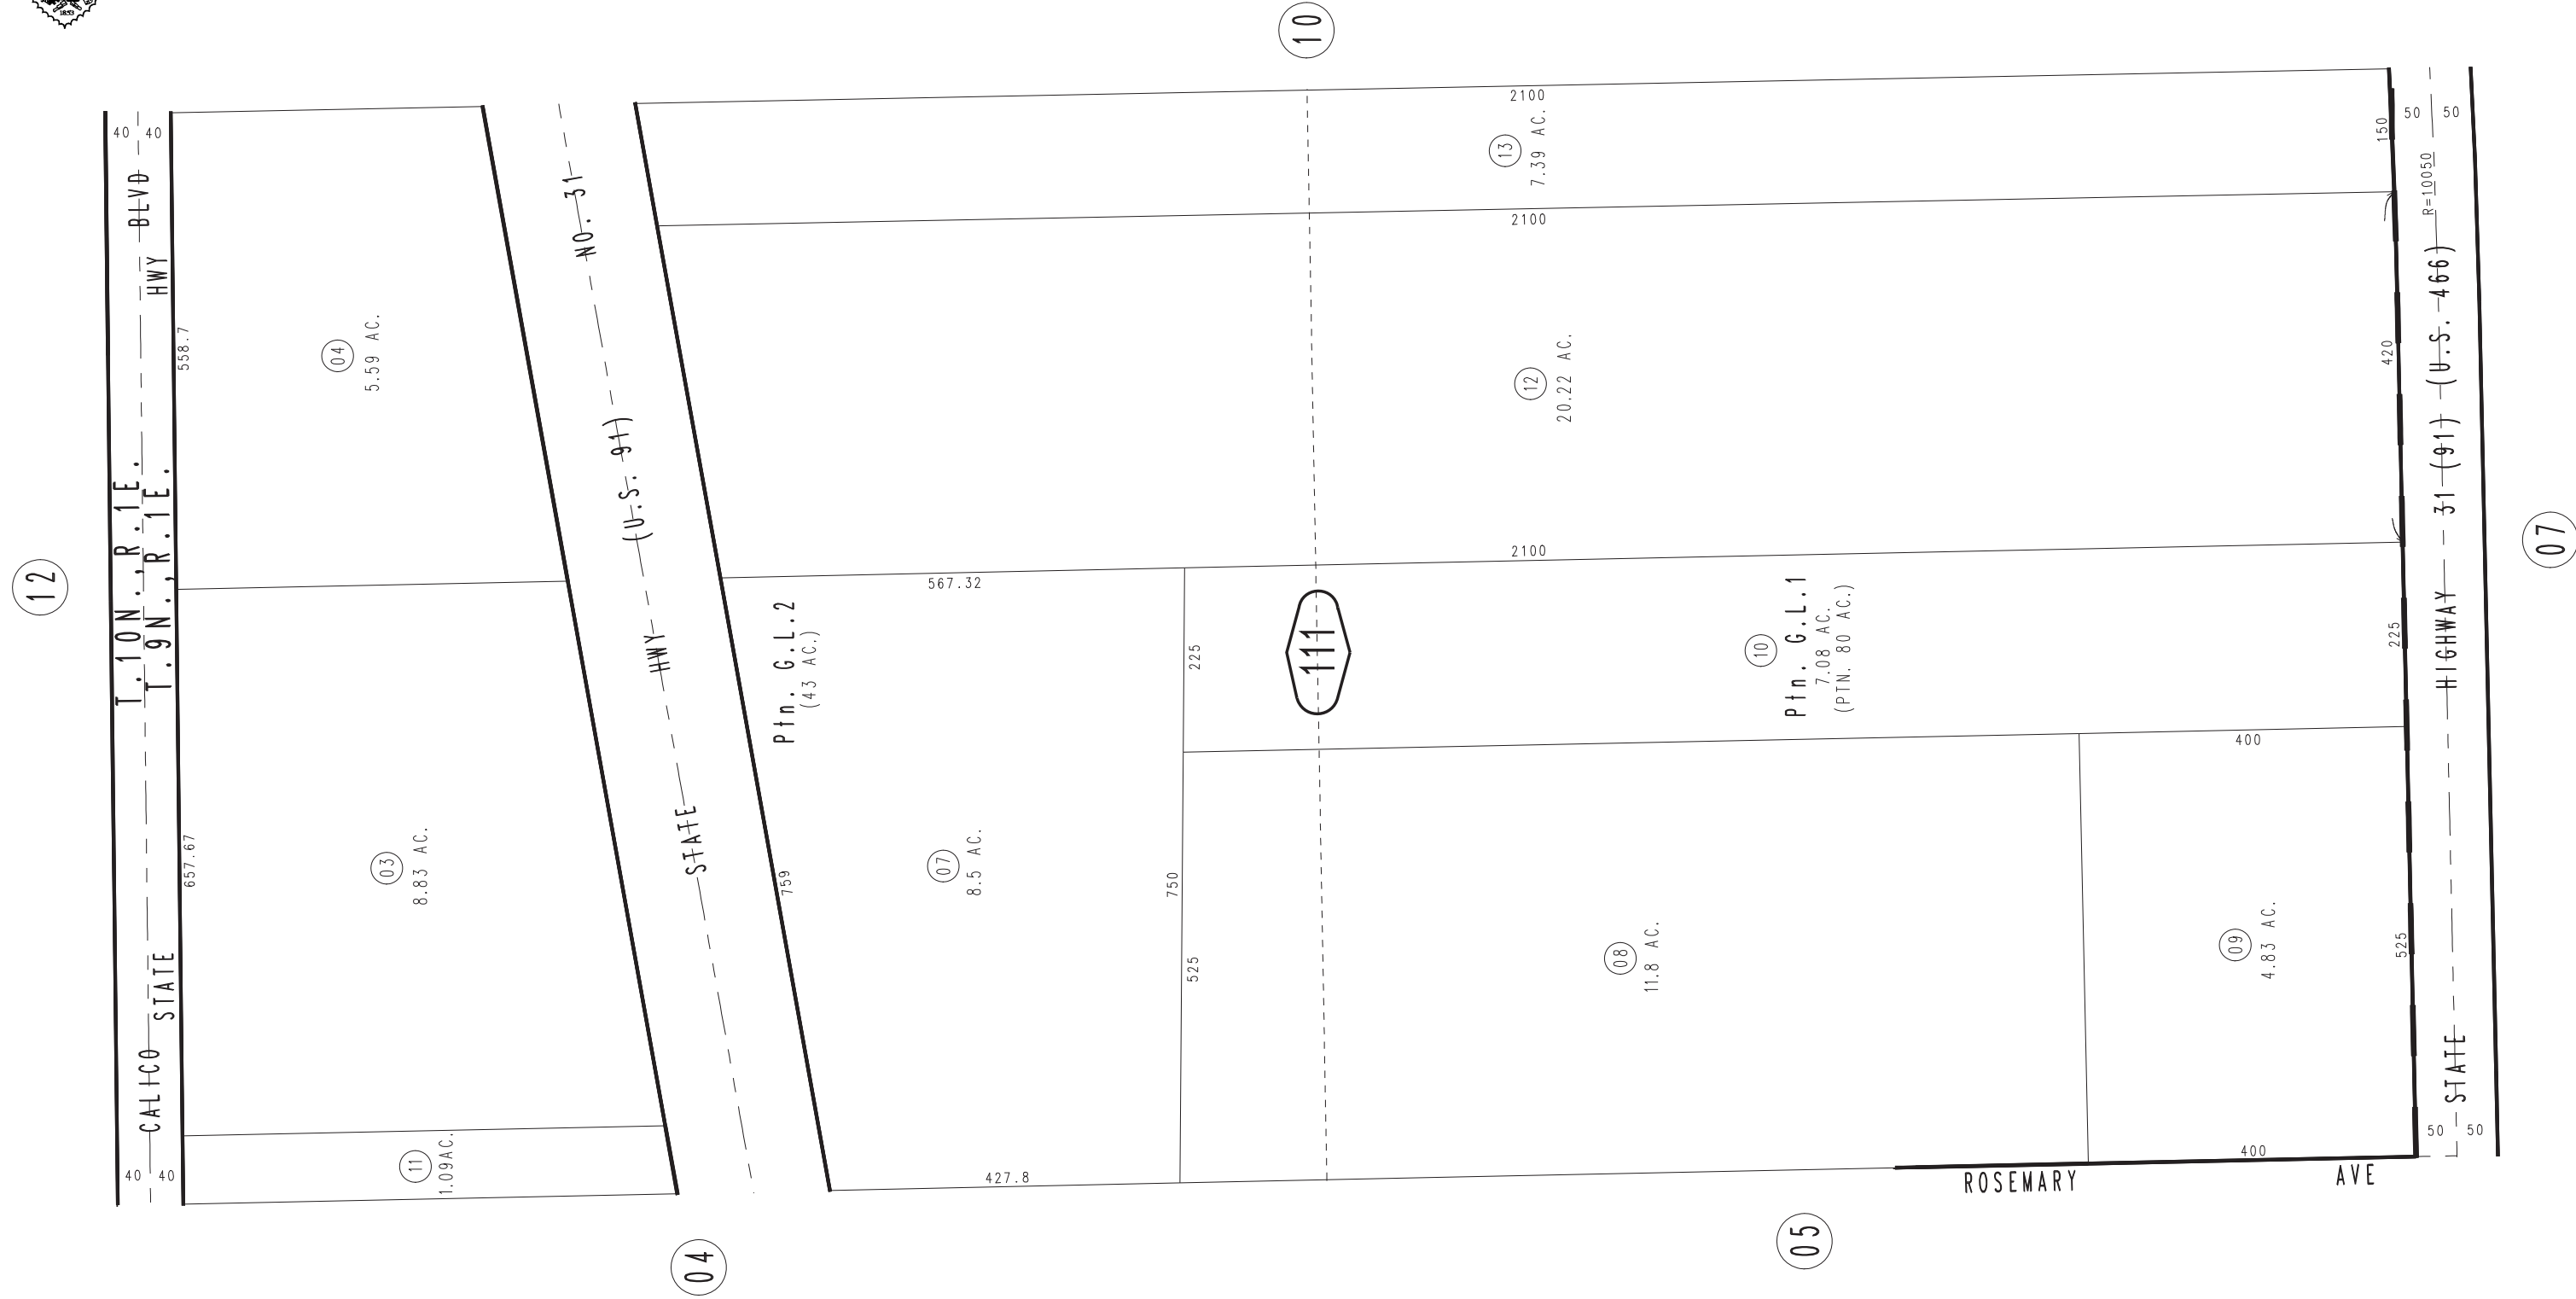 1853
12
10
07
04
05
T.10N.,R.1E.
T.9N.,R.1E.
CALICO BLVD
STATE HWY
40 40
40 40
558.7
657.67
04
5.59 AC.
03
8.83 AC.
11
1.09AC.
STATE HWY (U.S. 91) NO. 31
759
Ptn. G.L.2
(43 AC.)
567.32
07
8.5 AC.
427.8
750
225
525
111
2100
13
7.39 AC.
2100
12
20.22 AC.
2100
10
Ptn. G.L.1
7.08 AC.
(PTN. 80 AC.)
08
11.8 AC.
400
09
4.83 AC.
400
150
420
225
525
50 50
R=10050
STATE HIGHWAY 31 (91) (U.S. 466)
50 50
ROSEMARY AVE